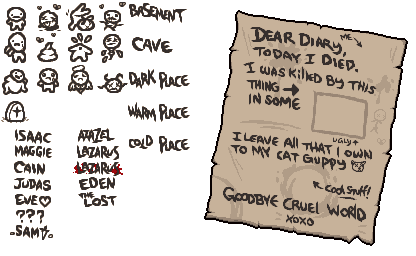 BASEMENT
CAVE
DARK PLACE
WARM PLACE
COLD PLACE
ISAAC
MAGGIE
CAIN
JUDAS
EVE
???
SAMS
AZAZEL
LAZARUS
LAZARUS
EDEN
THE LOST
DEAR DIARY,
ME
TODAY I DIED.
I WAS KILLED BY THIS
THING
IN SOME
UGLY
I LEAVE ALL THAT I OWN
TO MY CAT GUPPY
COOL STUFF!
GOODBYE CRUEL WORLD
XOXO